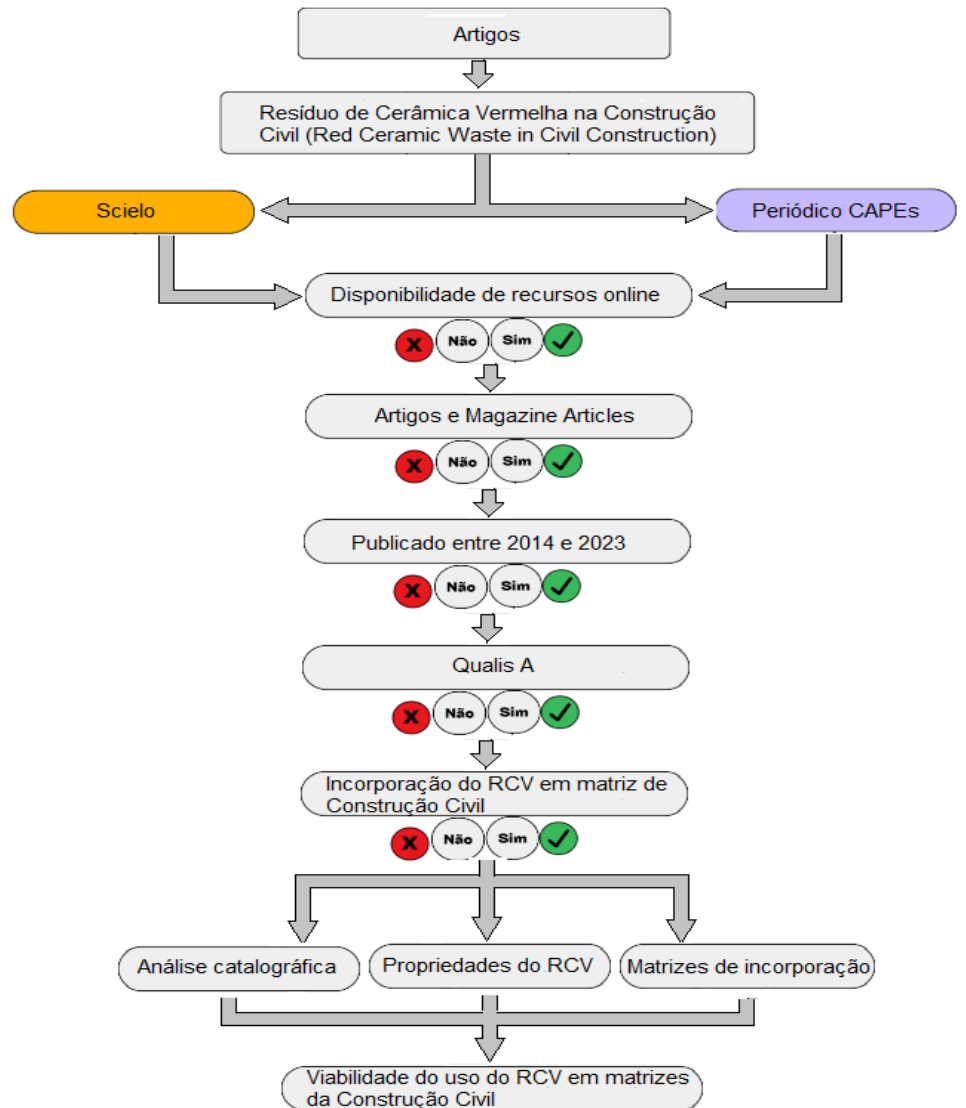 Artigos
Resíduo de Cerâmica Vermelha na Construção
Civil (Red Ceramic Waste in Civil Construction)
Scielo
Periódico CAPEs
Disponibilidade de recursos online
X Não Sim
Artigos e Magazine Articles
X Não Sim
Publicado entre 2014 e 2023
X Não Sim
Qualis A
X Não Sim
Incorporação do RCV em matriz de
Construção Civil
X Não Sim
Análise catalográfica
Propriedades do RCV
Matrizes de incorporação
Viabilidade do uso do RCV em matrizes
da Construção Civil